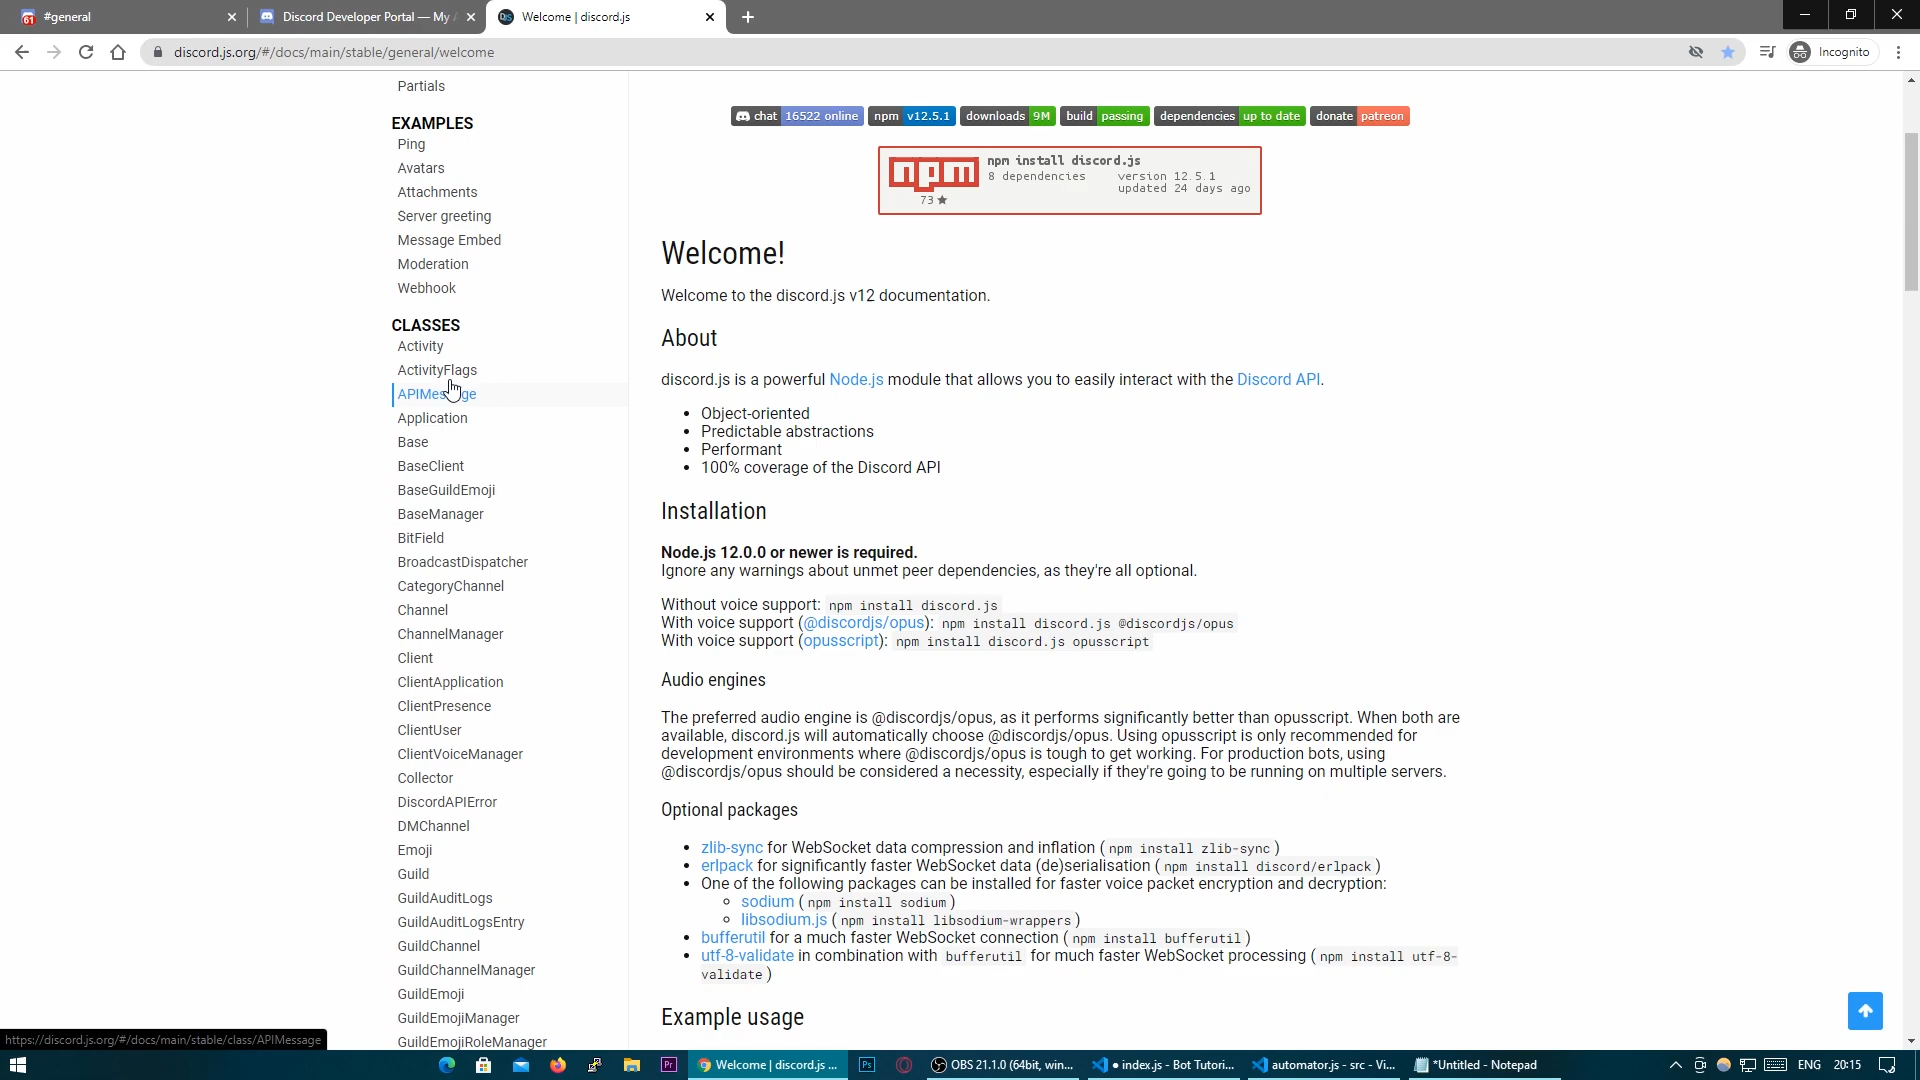 #general
Discord Developer Portal — My A
Welcome | discord.js
discord.js.org/#/docs/main/stable/general/welcome
Incognito
Partials
EXAMPLES
Ping
Avatars
Attachments
Server greeting
Message Embed
Moderation
Webhook
CLASSES
Activity
ActivityFlags
APIMessage
Application
Base
BaseClient
BaseGuildEmoji
BaseManager
BitField
BroadcastDispatcher
CategoryChannel
Channel
ChannelManager
Client
ClientApplication
ClientPresence
ClientUser
ClientVoiceManager
Collector
DiscordAPIError
DMChannel
Emoji
Guild
GuildAuditLogs
GuildAuditLogsEntry
GuildChannel
GuildChannelManager
GuildEmoji
GuildEmojiManager
GuildEmojiRoleManager
chat 16522 online npm v12.5.1 downloads 9M build passing dependencies up to date donate patreon
npm
npm install discord.js
8 dependencies version 12.5.1
updated 24 days ago
73 ★
Welcome!
Welcome to the discord.js v12 documentation.
About
discord.js is a powerful Node.js module that allows you to easily interact with the Discord API.
• Object-oriented
• Predictable abstractions
• Performant
• 100% coverage of the Discord API
Installation
Node.js 12.0.0 or newer is required.
Ignore any warnings about unmet peer dependencies, as they're all optional.
Without voice support: npm install discord.js
With voice support (@discordjs/opus): npm install discord.js @discordjs/opus
With voice support (opusscript): npm install discord.js opusscript
Audio engines
The preferred audio engine is @discordjs/opus, as it performs significantly better than opusscript. When both are
available, discord.js will automatically choose @discordjs/opus. Using opusscript is only recommended for
development environments where @discordjs/opus is tough to get working. For production bots, using
@discordjs/opus should be considered a necessity, especially if they're going to be running on multiple servers.
Optional packages
• zlib-sync for WebSocket data compression and inflation ( npm install zlib-sync )
• erlpack for significantly faster WebSocket data (de)serialisation ( npm install discord/erlpack )
• One of the following packages can be installed for faster voice packet encryption and decryption:
◦ sodium ( npm install sodium )
◦ libsodium.js ( npm install libsodium-wrappers )
• bufferutil for a much faster WebSocket connection ( npm install bufferutil )
• utf-8-validate in combination with bufferutil for much faster WebSocket processing ( npm install utf-8-
validate )
Example usage
https://discord.js.org/#/docs/main/stable/class/APIMessage
Pr
Welcome | discord.js ...
Ps
OBS 21.1.0 (64bit, win...
● index.js - Bot Tutori...
automator.js - src - Vi...
*Untitled - Notepad
ENG
20:15